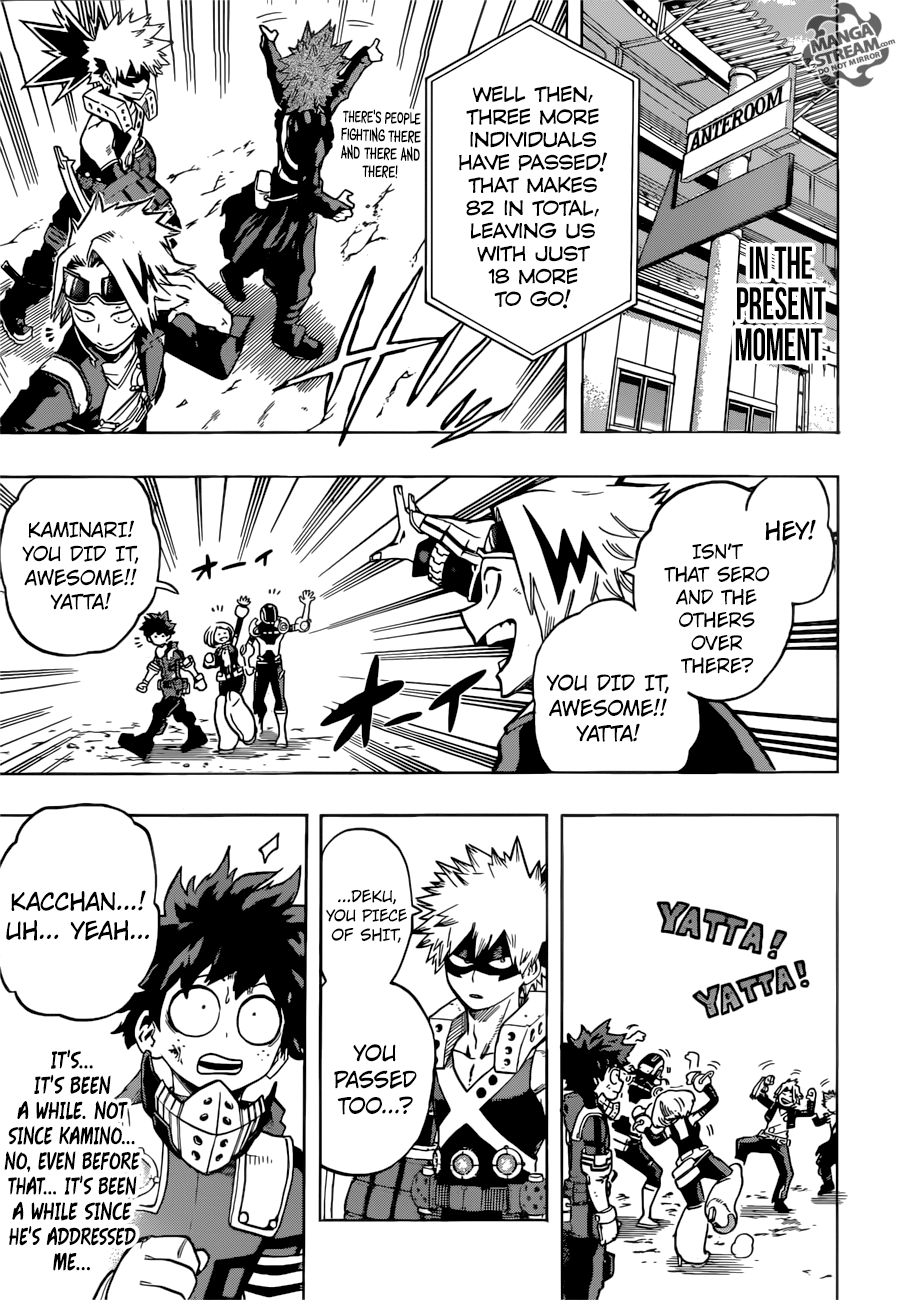 MANGA
STREAM.com
DO NOT MIRROR
ANTEROOM
IN THE
PRESENT
MOMENT.
WELL THEN,
THREE MORE
INDIVIDUALS
HAVE PASSED!
THAT MAKES
82 IN TOTAL,
LEAVING US
WITH JUST
18 MORE
TO GO!
THERE'S PEOPLE
FIGHTING THERE
AND THERE AND
THERE!
HEY!
ISN'T
THAT SERO
AND THE
OTHERS
OVER
THERE?
YOU DID IT,
AWESOME!!
YATTA!
オーイ
オーイ
KAMINARI!
YOU DID IT,
AWESOME!!
YATTA!
YATTA!
YATTA!
...DEKU,
YOU PIECE
OF SHIT,
YOU
PASSED
TOO...?
KACCHAN...!
UH... YEAH...
IT'S...
IT'S BEEN
A WHILE. NOT
SINCE KAMINO...
NO, EVEN BEFORE
THAT... IT'S BEEN
A WHILE SINCE
HE'S ADDRESSED
ME...